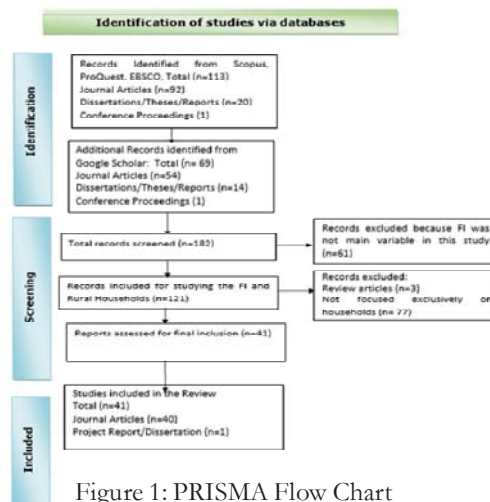 Identification of studies via databases
Identification
Records Identified from Scopus,
ProQuest, EBSCO, Total (n=113)
Journal Articles (n=92)
Dissertations/Theses/Reports (n=20)
Conference Proceedings (1)
Additional Records identified from
Google Scholar: Total (n= 69)
Journal Articles (n=54)
Dissertations/Theses/Reports (n=14)
Conference Proceedings (1)
Screening
Total records screened (n=182)
Records excluded because FI was
not main variable in this study
(n=61)
Records included for studying the FI and
Rural Households (n=121)
Records excluded:
Review articles (n=3)
Not focused exclusively on
households (n= 77)
Reports assessed for final inclusion (n=41)
Included
Studies included in the Review
Total (n=41)
Journal Articles (n=40)
Project Report/Dissertation (n=1)
Figure 1: PRISMA Flow Chart